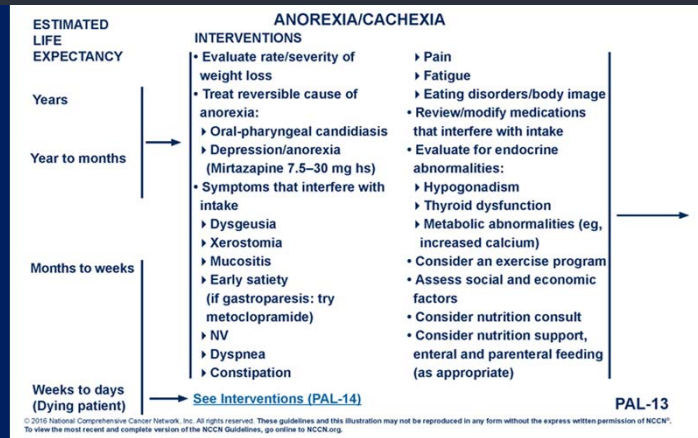 ANOREXIA/CACHEXIA
ESTIMATED
LIFE
EXPECTANCY
Years
Year to months
Months to weeks
Weeks to days
(Dying patient)
INTERVENTIONS
• Evaluate rate/severity of
weight loss
• Treat reversible cause of
anorexia:
Oral-pharyngeal candidiasis
Depression/anorexia
(Mirtazapine 7.5–30 mg hs)
• Symptoms that interfere with
intake
Dysgeusia
Xerostomia
Mucositis
Early satiety
(if gastroparesis: try
metoclopramide)
NV
Dyspnea
Constipation
See Interventions (PAL-14)
Pain
Fatigue
Eating disorders/body image
• Review/modify medications
that interfere with intake
• Evaluate for endocrine
abnormalities:
Hypogonadism
Thyroid dysfunction
Metabolic abnormalities (eg,
increased calcium)
• Consider an exercise program
• Assess social and economic
factors
• Consider nutrition consult
• Consider nutrition support,
enteral and parenteral feeding
(as appropriate)
PAL-13
© 2016 National Comprehensive Cancer Network, Inc. All rights reserved. These guidelines and this illustration may not be reproduced in any form without the express written permission of NCCN®.
To view the most recent and complete version of the NCCN Guidelines, go online to NCCN.org.